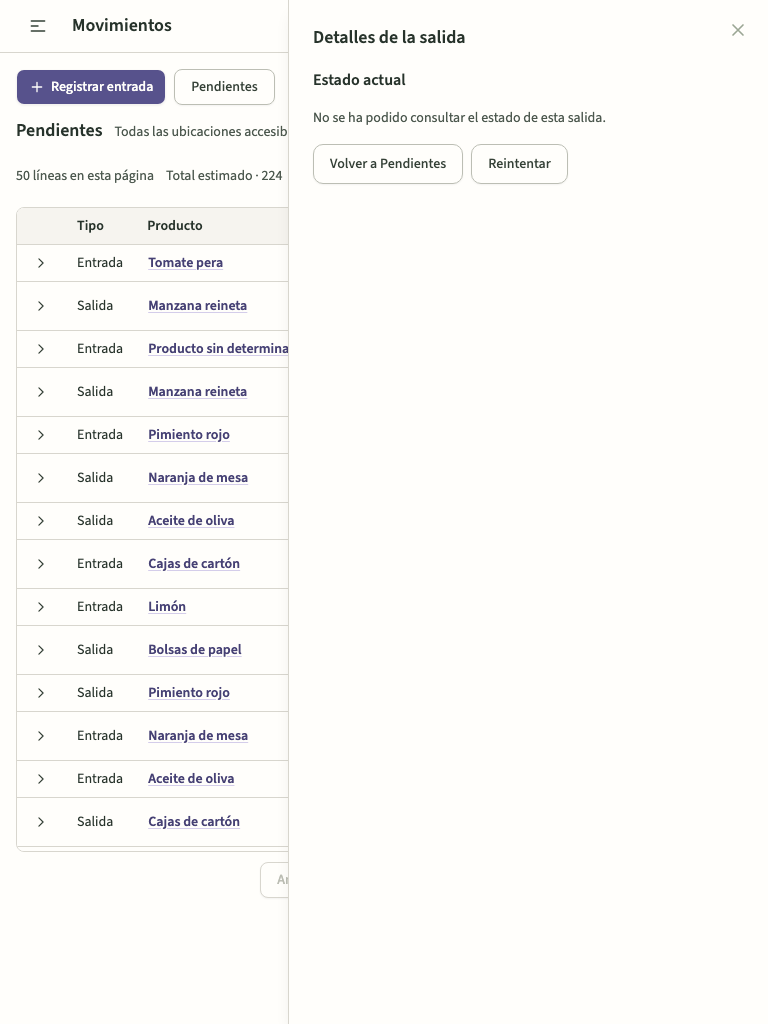 Movimientos
Registrar entrada
Pendientes
Pendientes Todas las ubicaciones
50 líneas en esta página Total estimado · 224
Tipo Producto
Entrada Tomate pera
Salida Manzana reineta
Entrada Producto sin
Salida Manzana reineta
Entrada Pimiento rojo
Salida Naranja de mesa
Salida Aceite de oliva
Entrada Cajas de cartón
Entrada Limón
Salida Bolsas de papel
Salida Pimiento rojo
Entrada Naranja de mesa
Entrada Aceite de oliva
Salida Cajas de cartón
Detalles de la salida
Estado actual
No se ha podido consultar el estado de esta salida.
Volver a Pendientes
Reintentar